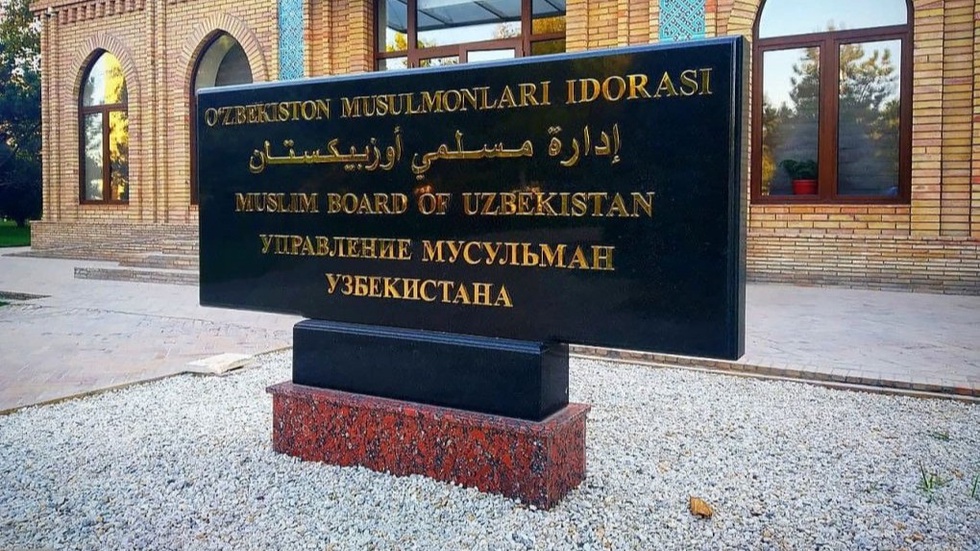 O'ZBEKISTON MUSULMONLARI IDORASI
إدارة مسلمي أوزبيكستان
MUSLIM BOARD OF UZBEKISTAN
УПРАВЛЕНИЕ МУСУЛЬМАН
УЗБЕКИСТАНА